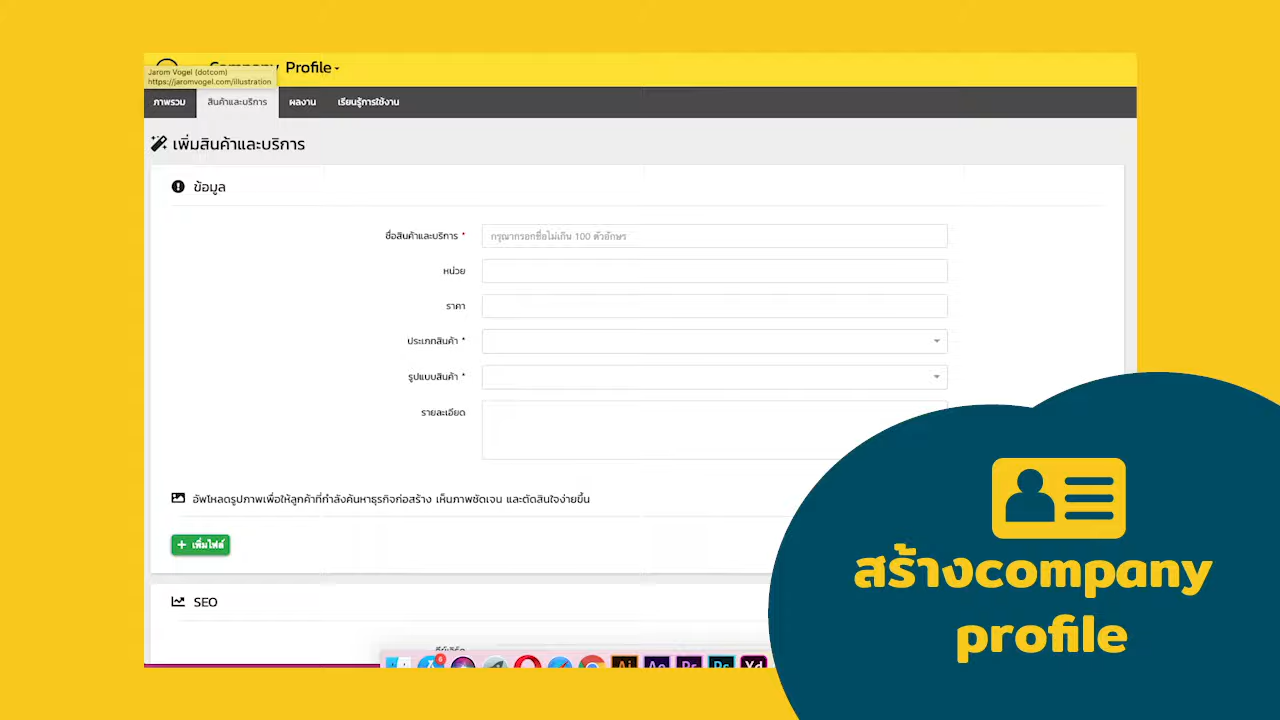 Company Profile
Jarom Vogel (dotcom)
https://jaromvogel.com/illustration
ภาพรวม สินค้าและบริการ ผลงาน เรียนรู้การใช้งาน
เพิ่มสินค้าและบริการ
ข้อมูล
ชื่อสินค้าและบริการ * กรุณากรอกชื่อไม่เกิน 100 ตัวอักษร
หน่วย
ราคา
ประเภทสินค้า *
รูปแบบสินค้า *
รายละเอียด
อัพโหลดรูปภาพเพื่อให้ลูกค้าที่กำลังค้นหาธุรกิจก่อสร้าง เห็นภาพชัดเจน และตัดสินใจง่ายขึ้น
+ เพิ่มไฟล์
SEO
6 Ai Ae Pr Ps Xd
สร้างcompany
profile